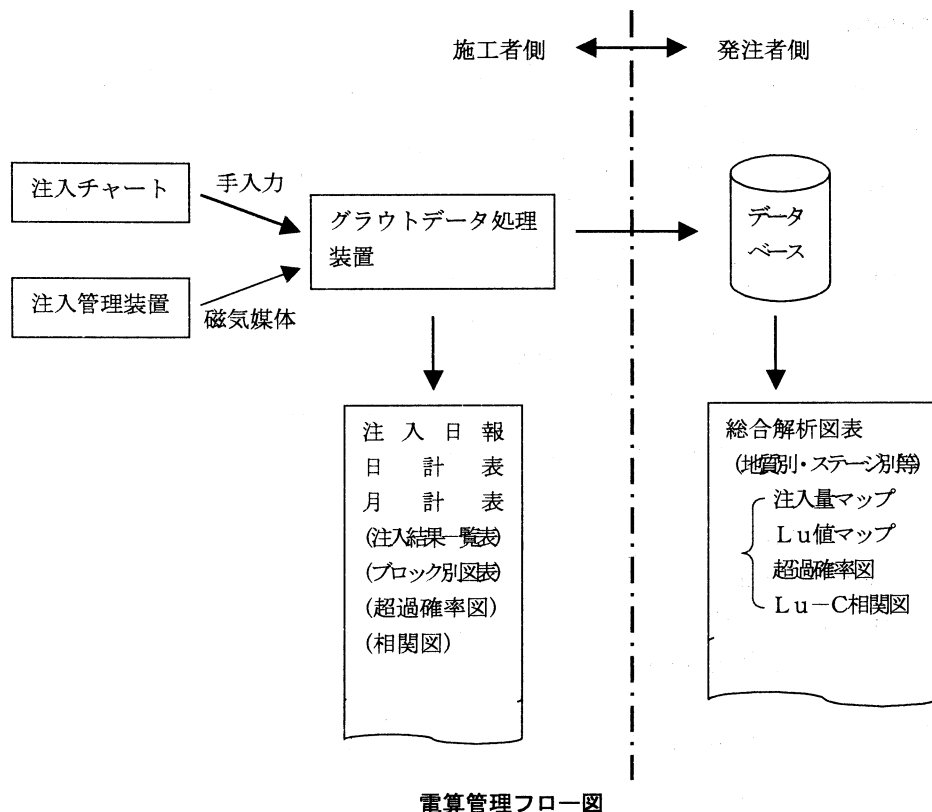 施工者側
発注者側
注入チャート
手入力
注入管理装置
磁気媒体
グラウトデータ処理
装置
データ
ベース
注入日報
日計表
月計表
(注入結果一覧表)
(ブロック別図表)
(超過確率図)
(相関図)
総合解析図表
(地質別・ステージ別等)
注入量マップ
Lu値マップ
超過確率図
Lu－C相関図
電算管理フロー図